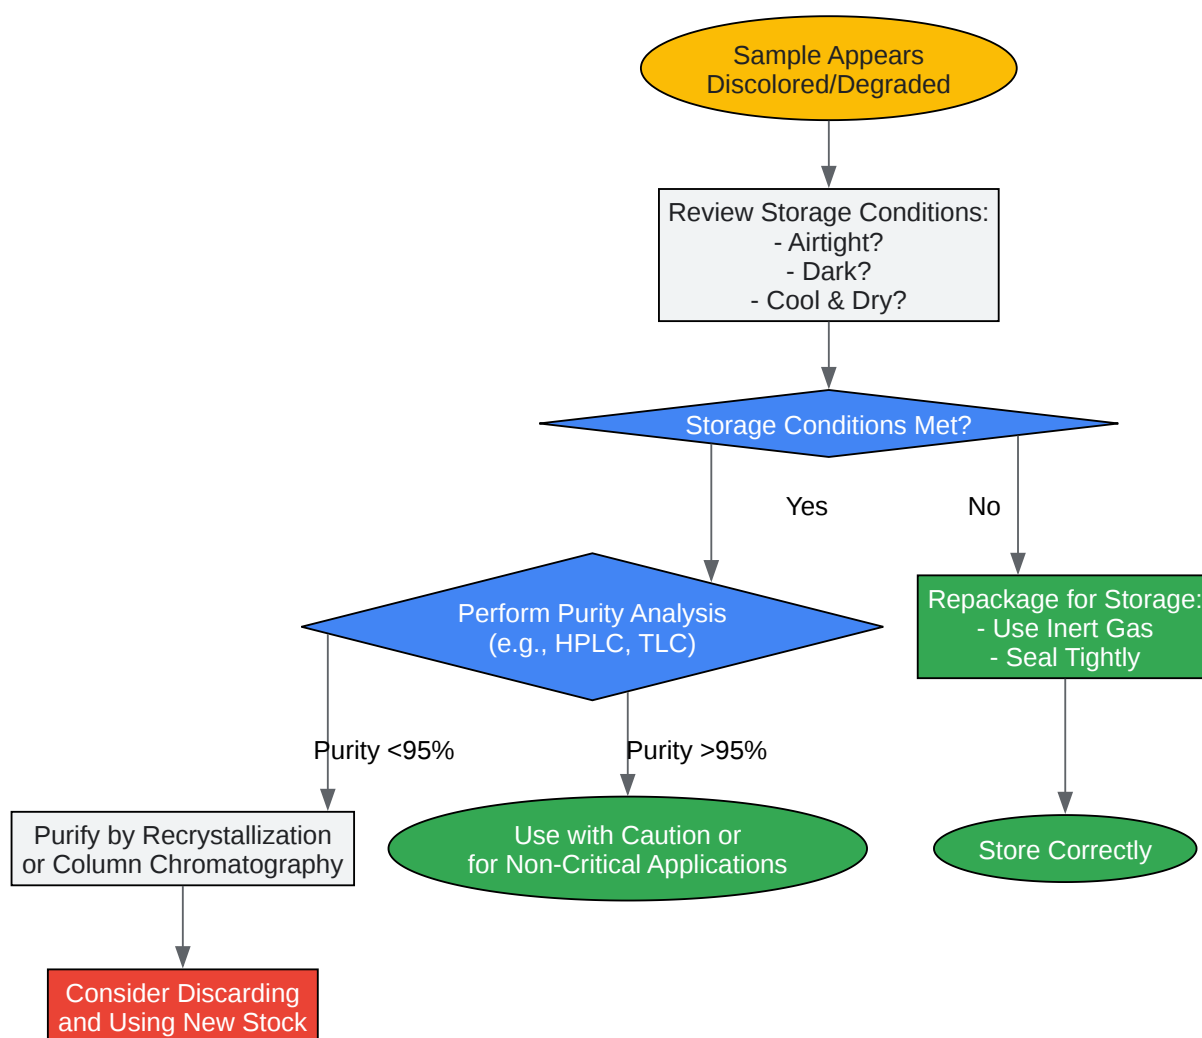 Sample Appears
Discolored/Degraded
Review Storage Conditions:
- Airtight?
- Dark?
- Cool & Dry?
Storage Conditions Met?
Yes
No
Perform Purity Analysis
(e.g., HPLC, TLC)
Repackage for Storage:
- Use Inert Gas
- Seal Tightly
Purity <95%
Purity >95%
Purify by Recrystallization
or Column Chromatography
Use with Caution or
for Non-Critical Applications
Store Correctly
Consider Discarding
and Using New Stock